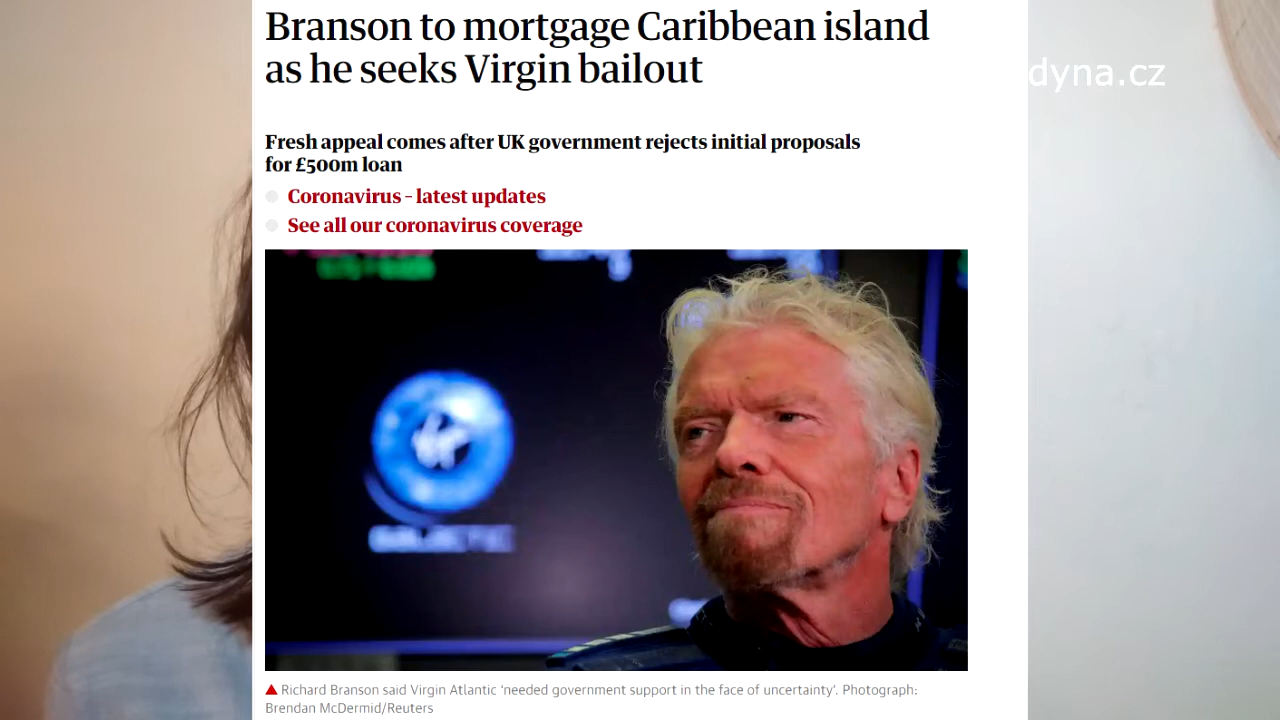 Branson to mortgage Caribbean island
as he seeks Virgin bailout
dyna.cz
Fresh appeal comes after UK government rejects initial proposals
for £500m loan
Coronavirus – latest updates
See all our coronavirus coverage
Richard Branson said Virgin Atlantic ‘needed government support in the face of uncertainty’. Photograph:
Brendan McDermid/Reuters